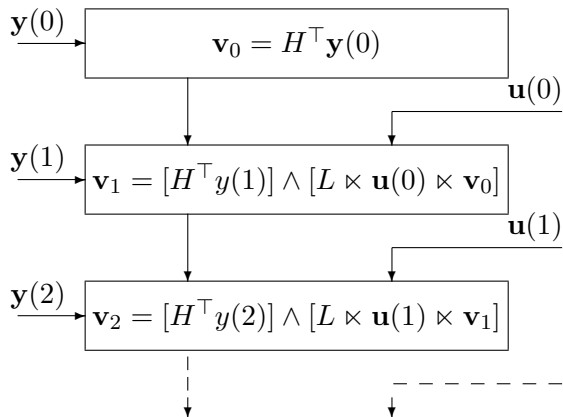 y(0)
v₀ = H^⊤y(0)
u(0)
y(1)
v₁ = [H^⊤y(1)] ∧ [L ⋉ u(0) ⋉ v₀]
u(1)
y(2)
v₂ = [H^⊤y(2)] ∧ [L ⋉ u(1) ⋉ v₁]